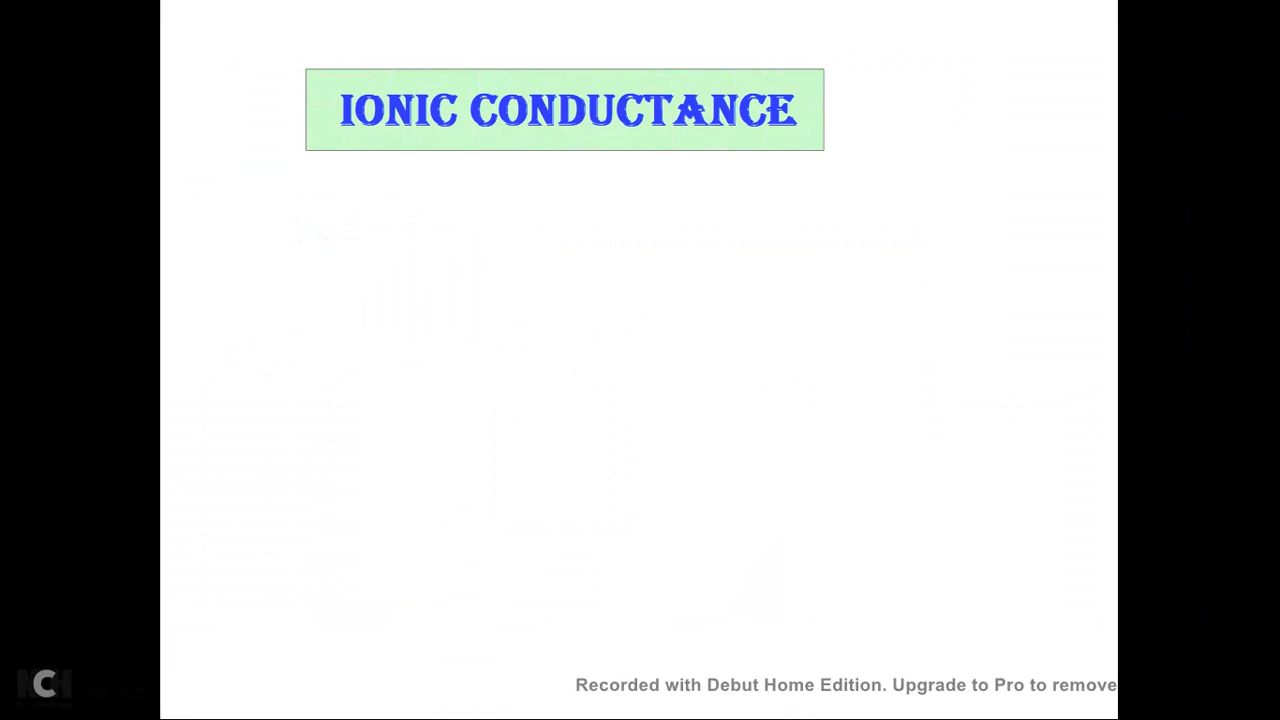 IONIC CONDUCTANCE
Recorded with Debut Home Edition. Upgrade to Pro to remove